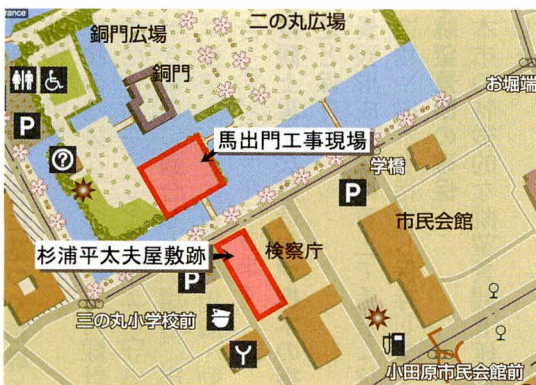 rance
二の丸広場
銅門広場
銅門
お堀端
P
?
馬出門工事現場
学橋
P
市民会館
杉浦平太夫屋敷跡
検察庁
P
三の丸小学校前
小田原市民会館前